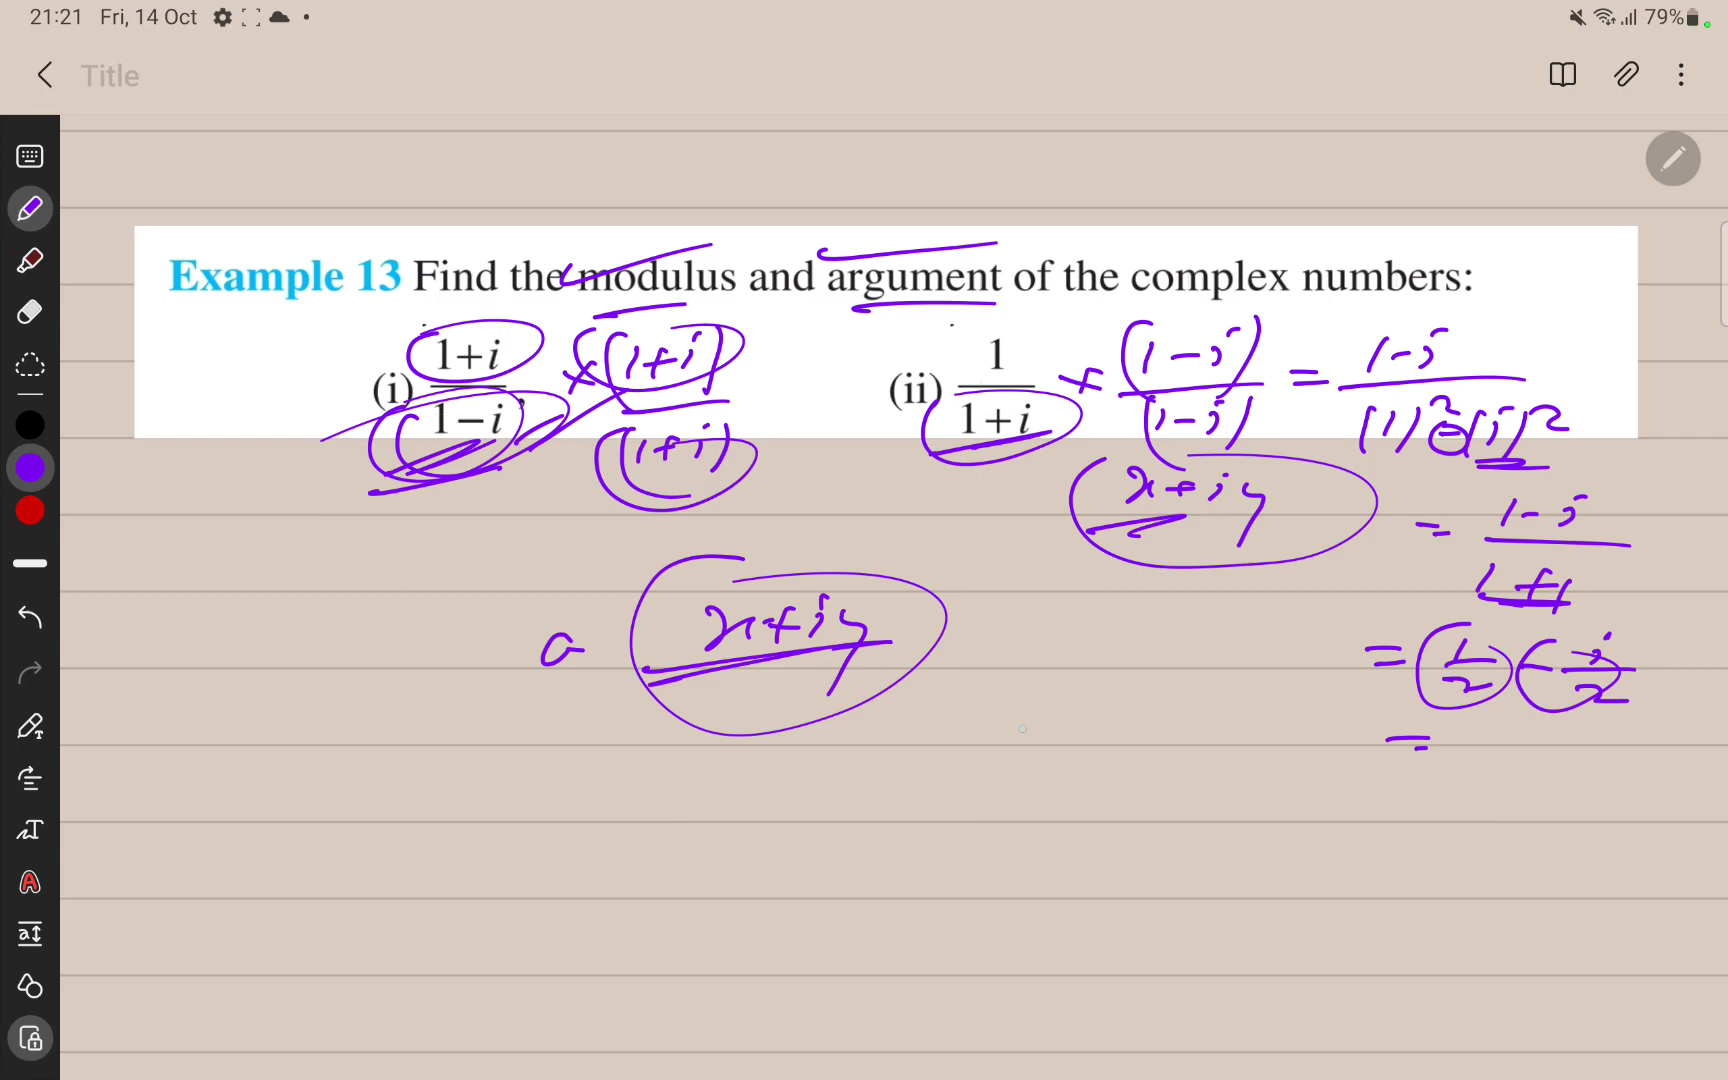 21:21 Fri, 14 Oct 79%
Title
Example 13 Find the modulus and argument of the complex numbers:
(i) (1+i)/(1−i), × (1+i)/(1+i)
(ii) 1/(1+i) × (1-i)/(1-i) = 1-i/(1)²-(i)²
x+iy
= 1-i/1+1
a x+iy
= 1/2 - i/2
=